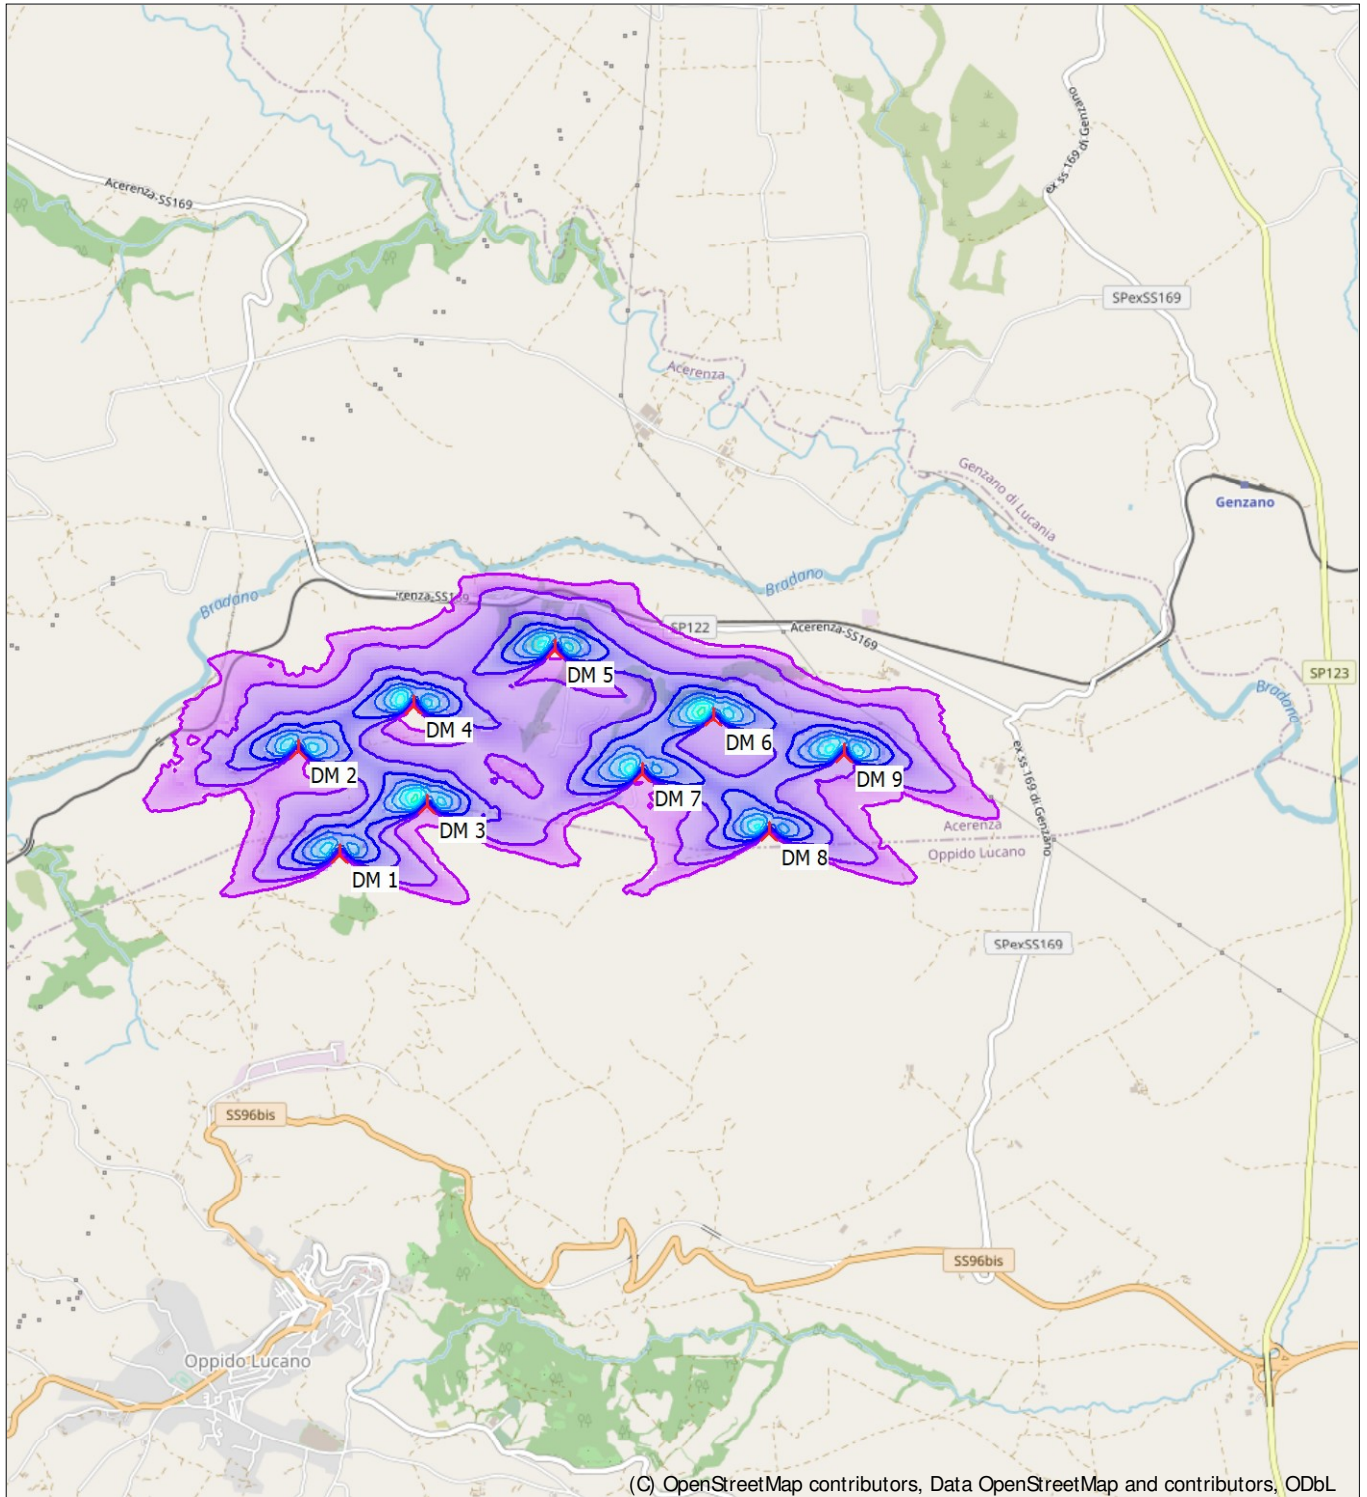 Acerenza-SS169
ex ss 169 di Genzano
SPexSS169
Acerenza
Genzano di Lucania
Genzano
Bradano
Bradano
renza-SS1 9
SP122
Acerenza-SS169
SP123
Bradano
DM 5
DM 4
DM 6
DM 2
DM 9
DM 7
DM 3
DM 8
DM 1
ex ss 169 di Genzano
Acerenza
Oppido Lucano
SPexSS169
SS96bis
SS96bis
Oppido Lucano
(C) OpenStreetMap contributors, Data OpenStreetMap and contributors, ODbL